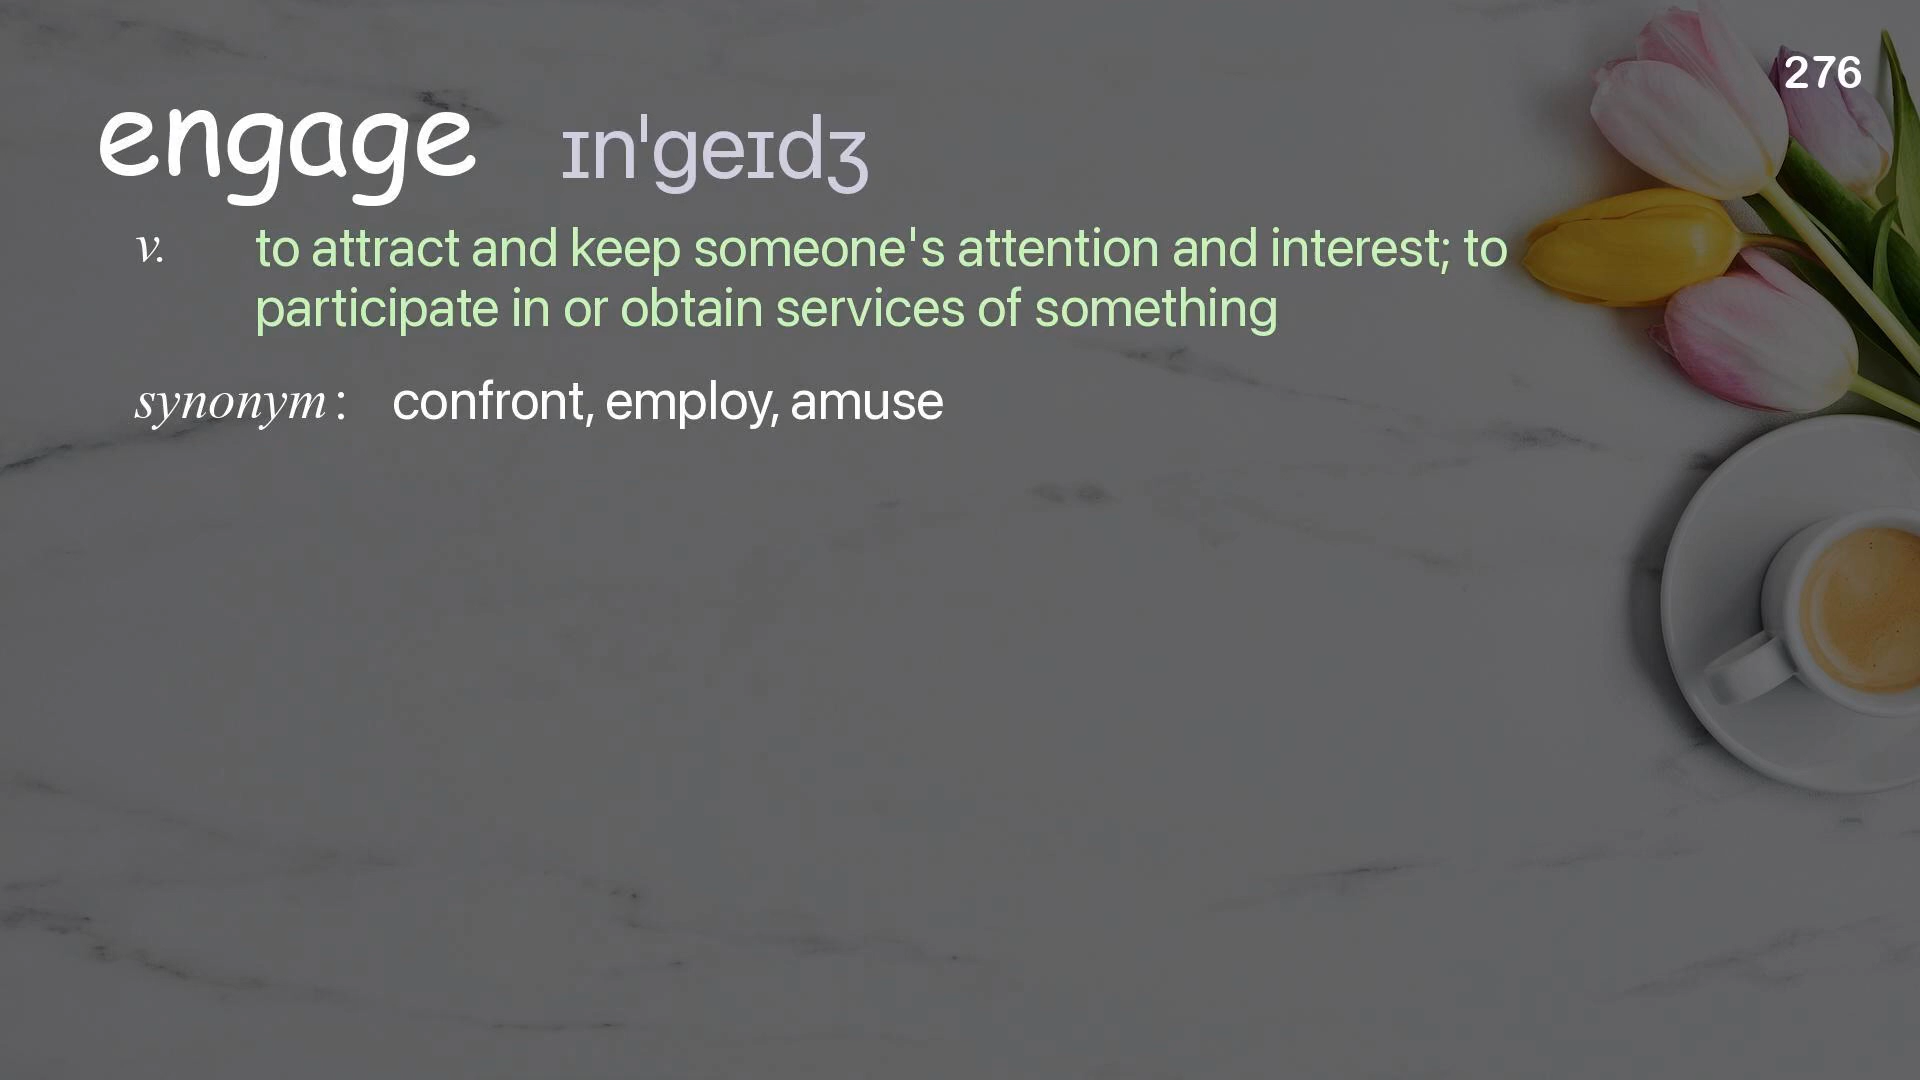 276
engage ɪnˈgeɪdʒ
v. to attract and keep someone's attention and interest; to
participate in or obtain services of something
synonym: confront, employ, amuse